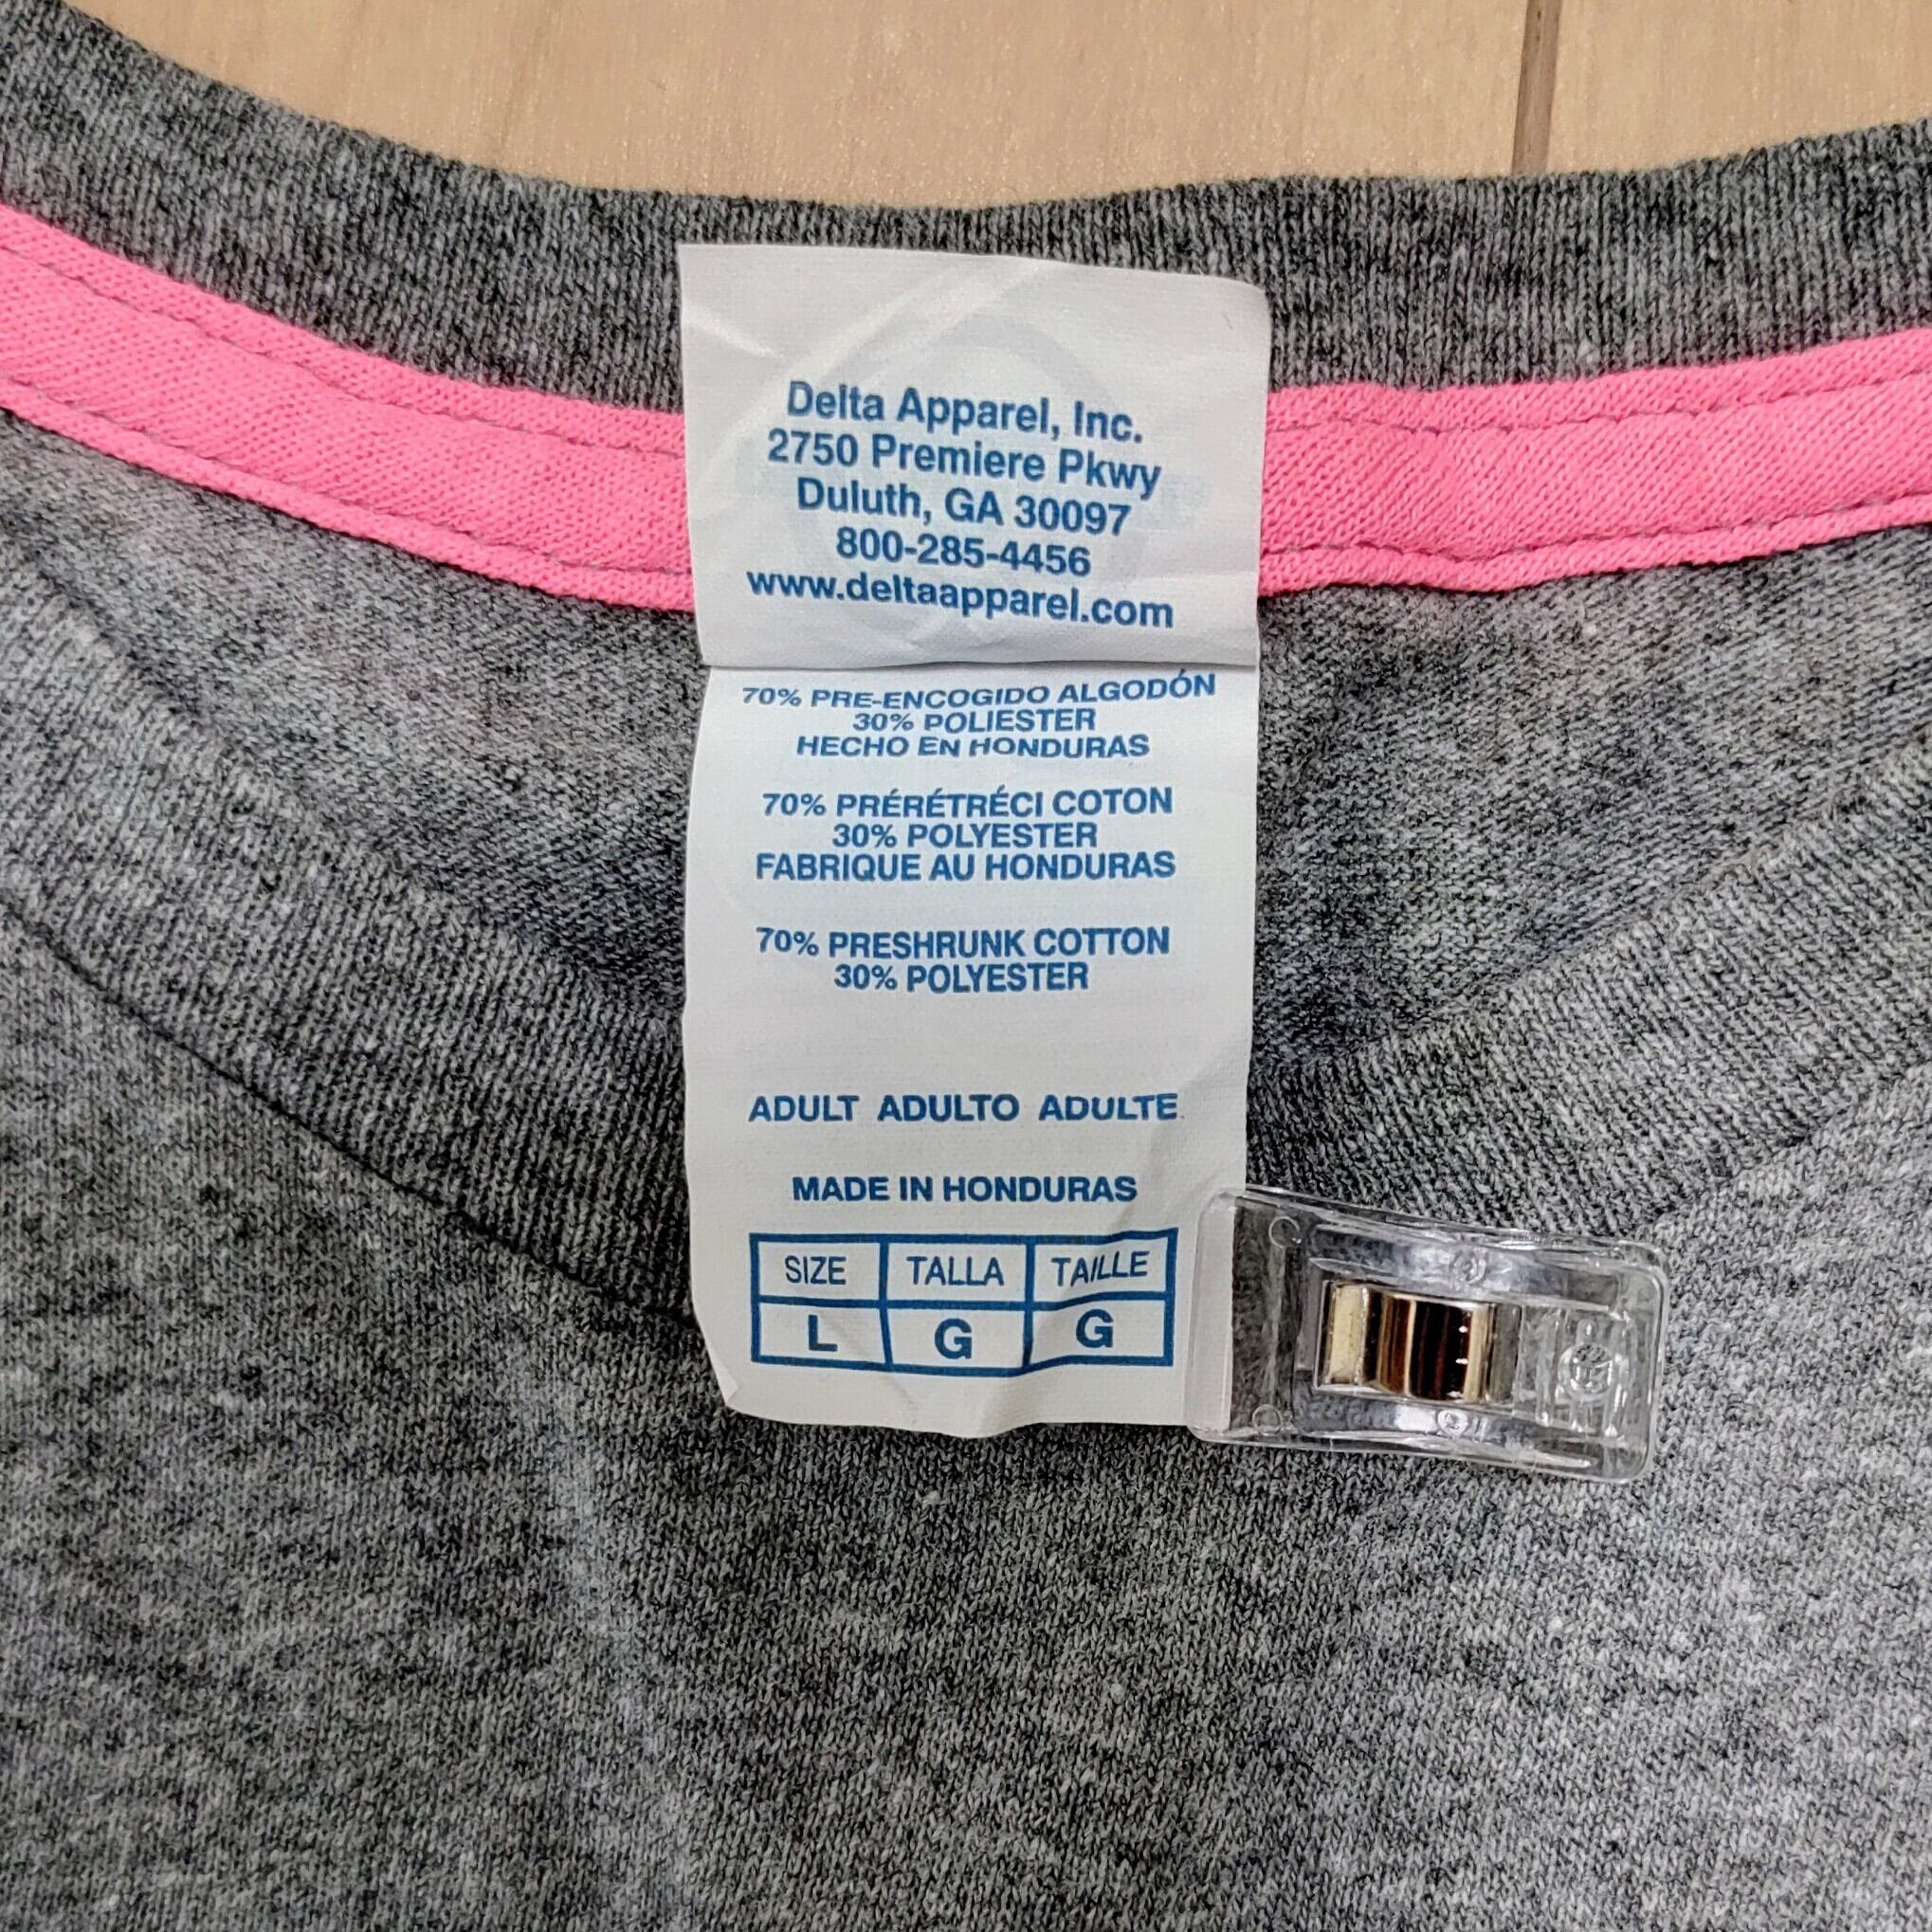 Delta Apparel, Inc.
2750 Premiere Pkwy
Duluth, GA 30097
800-285-4456
www.deltaapparel.com
70% PRE-ENCOGIDO ALGODÓN
30% POLIESTER
HECHO EN HONDURAS
70% PRÉRÉTRÉCI COTON
30% POLYESTER
FABRIQUE AU HONDURAS
70% PRESHRUNK COTTON
30% POLYESTER
ADULT ADULTO ADULTE
MADE IN HONDURAS
SIZE TALLA TAILLE
L G G